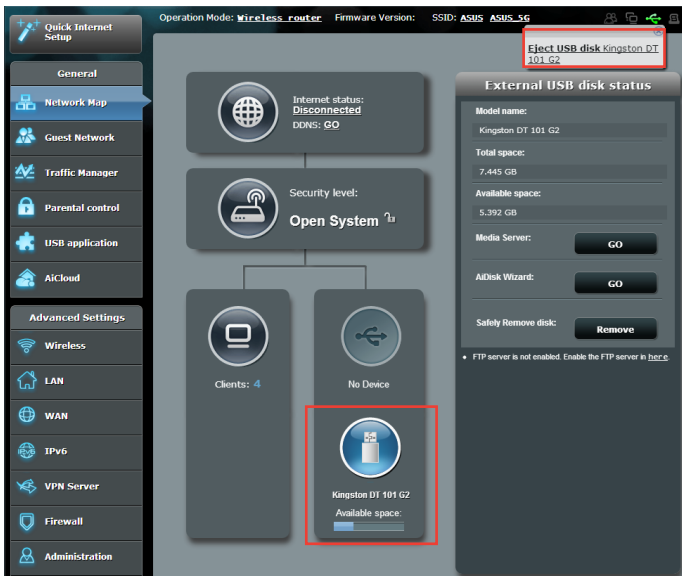 Quick Internet
Setup
Operation Mode: Wireless router Firmware Version: SSID: ASUS ASUS_5G
Eject USB disk Kingston DT
101 G2
General
Network Map
Guest Network
Traffic Manager
Parental control
USB application
AiCloud
Advanced Settings
Wireless
LAN
WAN
IPv6
IPv6
VPN Server
Firewall
Administration
Internet status:
Disconnected
DDNS: GO
Security level:
Open System
Clients: 4
No Device
Kingston DT 101 G2
Available space:
External USB disk status
Model name:
Kingston DT 101 G2
Total space:
7.445 GB
Available space:
5.392 GB
Media Server:
GO
AiDisk Wizard:
GO
Safely Remove disk:
Remove
• FTP server is not enabled. Enable the FTP server in here.